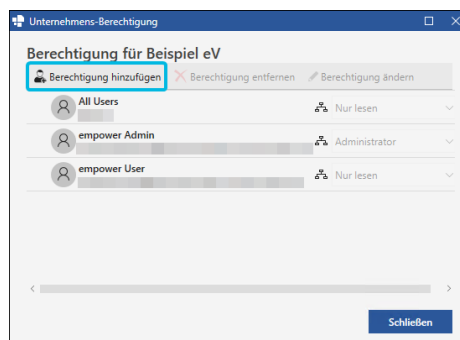 Unternehmens-Berechtigung
Berechtigung für Beispiel eV
Berechtigung hinzufügen Berechtigung entfernen Berechtigung ändern
All Users Nur lesen
empower Admin Administrator
empower User Nur lesen
Schließen